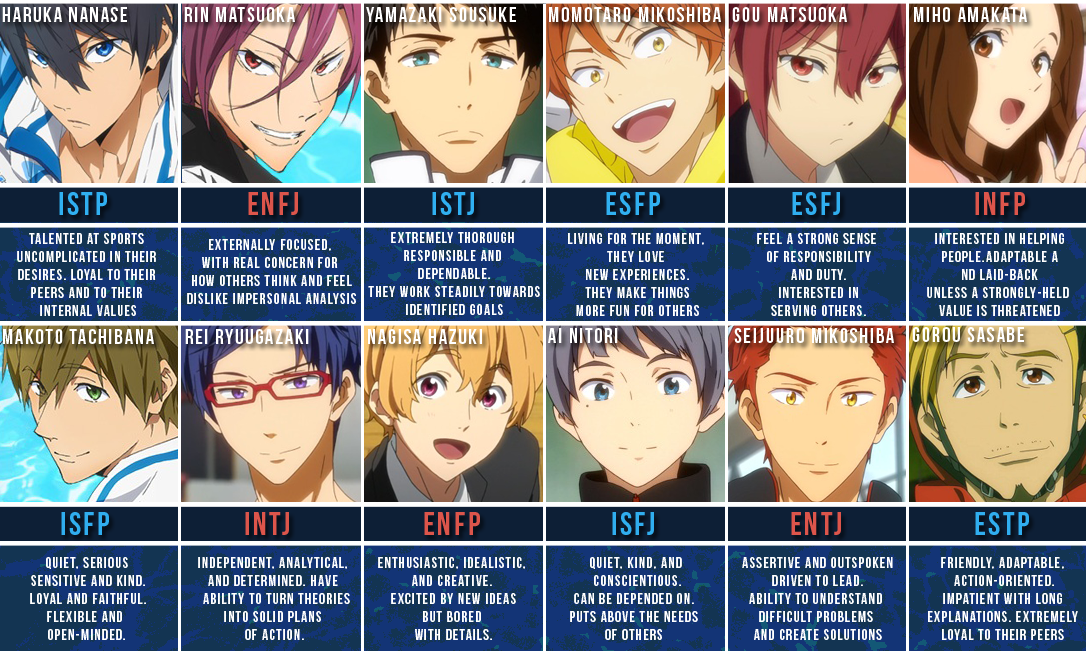 HARUKA NANASE
RIN MATSUOKA
YAMAZAKI SOUSUKE
MOMOTARO MIKOSHIBA
GOU MATSUOKA
MIHO AMAKATA
ISTP
ENFJ
ISTJ
ESFP
ESFJ
INFP
TALENTED AT SPORTS
UNCOMPLICATED IN THEIR
DESIRES. LOYAL TO THEIR
PEERS AND TO THEIR
INTERNAL VALUES
EXTERNALLY FOCUSED,
WITH REAL CONCERN FOR
HOW OTHERS THINK AND FEEL
DISLIKE IMPERSONAL ANALYSIS
EXTREMELY THOROUGH
RESPONSIBLE AND
DEPENDABLE.
THEY WORK STEADILY TOWARDS
IDENTIFIED GOALS
LIVING FOR THE MOMENT,
THEY LOVE
NEW EXPERIENCES.
THEY MAKE THINGS
MORE FUN FOR OTHERS
FEEL A STRONG SENSE
OF RESPONSIBILITY
AND DUTY.
INTERESTED IN
SERVING OTHERS.
INTERESTED IN HELPING
PEOPLE.ADAPTABLE A
ND LAID-BACK
UNLESS A STRONGLY-HELD
VALUE IS THREATENED
MAKOTO TACHIBANA
REI RYUUGAZAKI
NAGISA HAZUKI
AI NITORI
SEIJUURO MIKOSHIBA
GOROU SASABE
ISFP
INTJ
ENFP
ISFJ
ENTJ
ESTP
QUIET, SERIOUS
SENSITIVE AND KIND.
LOYAL AND FAITHFUL.
FLEXIBLE AND
OPEN-MINDED.
INDEPENDENT, ANALYTICAL,
AND DETERMINED. HAVE
ABILITY TO TURN THEORIES
INTO SOLID PLANS
OF ACTION.
ENTHUSIASTIC, IDEALISTIC,
AND CREATIVE.
EXCITED BY NEW IDEAS
BUT BORED
WITH DETAILS.
QUIET, KIND, AND
CONSCIENTIOUS.
CAN BE DEPENDED ON.
PUTS ABOVE THE NEEDS
OF OTHERS
ASSERTIVE AND OUTSPOKEN
DRIVEN TO LEAD.
ABILITY TO UNDERSTAND
DIFFICULT PROBLEMS
AND CREATE SOLUTIONS
FRIENDLY, ADAPTABLE,
ACTION-ORIENTED.
IMPATIENT WITH LONG
EXPLANATIONS. EXTREMELY
LOYAL TO THEIR PEERS